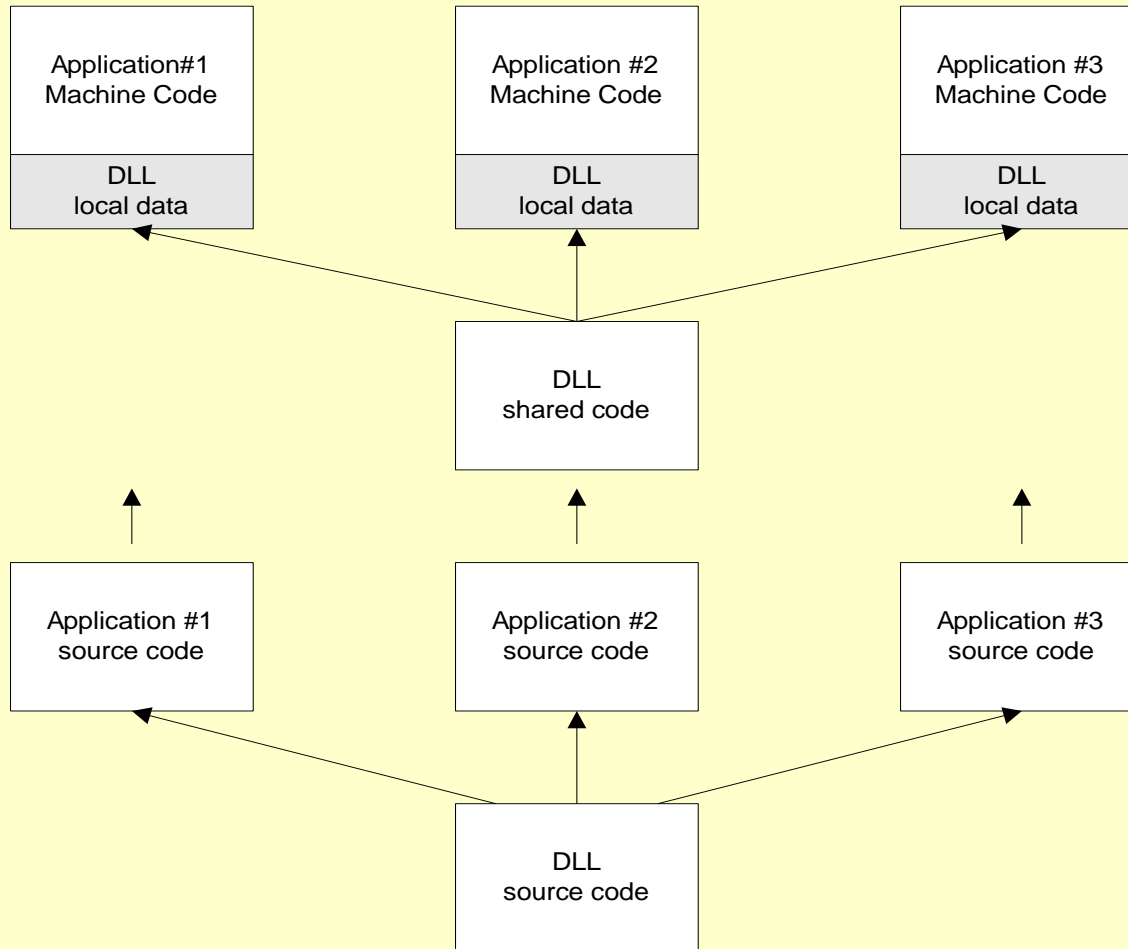 Application#1
Machine Code
Application #2
Machine Code
Application #3
Machine Code
DLL
local data
DLL
local data
DLL
local data
DLL
shared code
Application #1
source code
Application #2
source code
Application #3
source code
DLL
source code